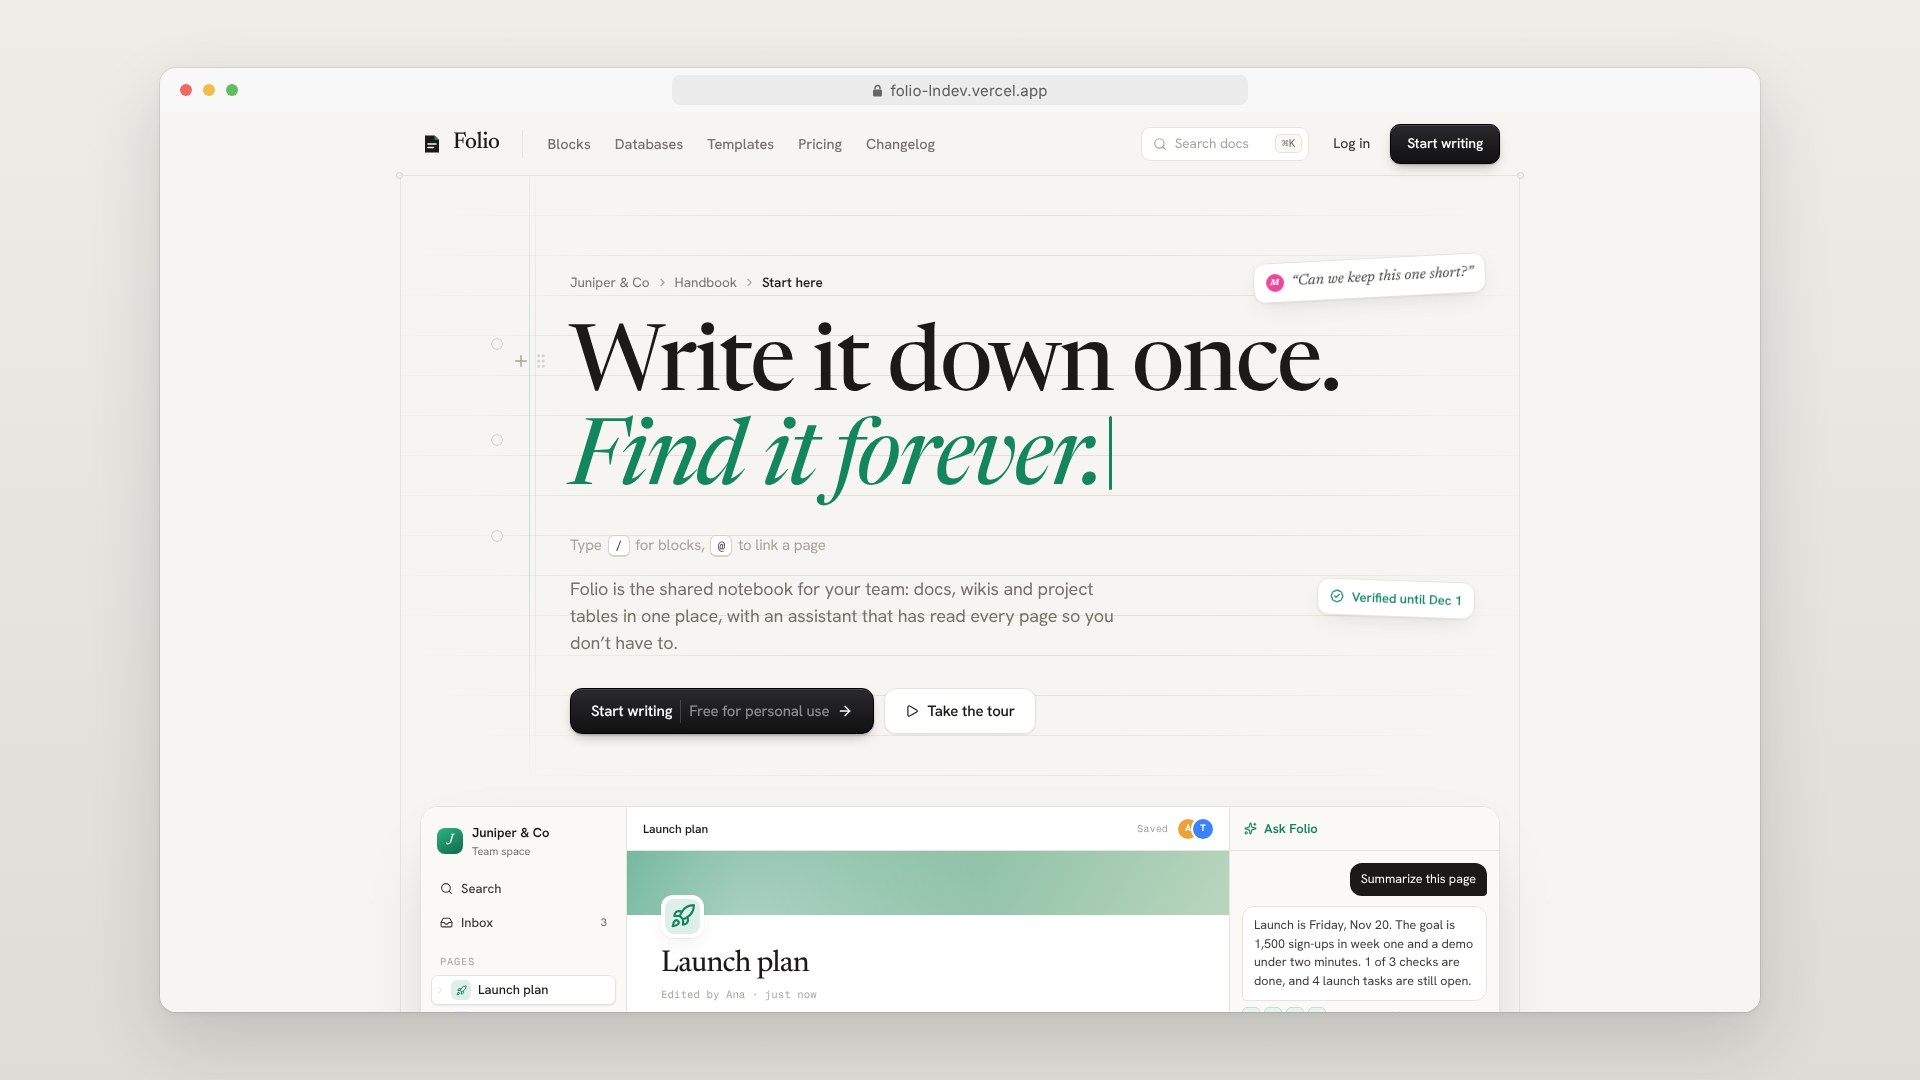 folio-lndev.vercel.app
Folio
Blocks Databases Templates Pricing Changelog
Search docs ⌘K
Log in
Start writing
Juniper & Co > Handbook > Start here
M “Can we keep this one short?”
Write it down once.
Find it forever.
Type / for blocks, @ to link a page
Folio is the shared notebook for your team: docs, wikis and project
tables in one place, with an assistant that has read every page so you
don’t have to.
Verified until Dec 1
Start writing Free for personal use →
Take the tour
J Juniper & Co
Team space
Search
Inbox 3
PAGES
Launch plan
Launch plan
Saved A T
Launch plan
Edited by Ana · just now
Ask Folio
Summarize this page
Launch is Friday, Nov 20. The goal is
1,500 sign-ups in week one and a demo
under two minutes. 1 of 3 checks are
done, and 4 launch tasks are still open.